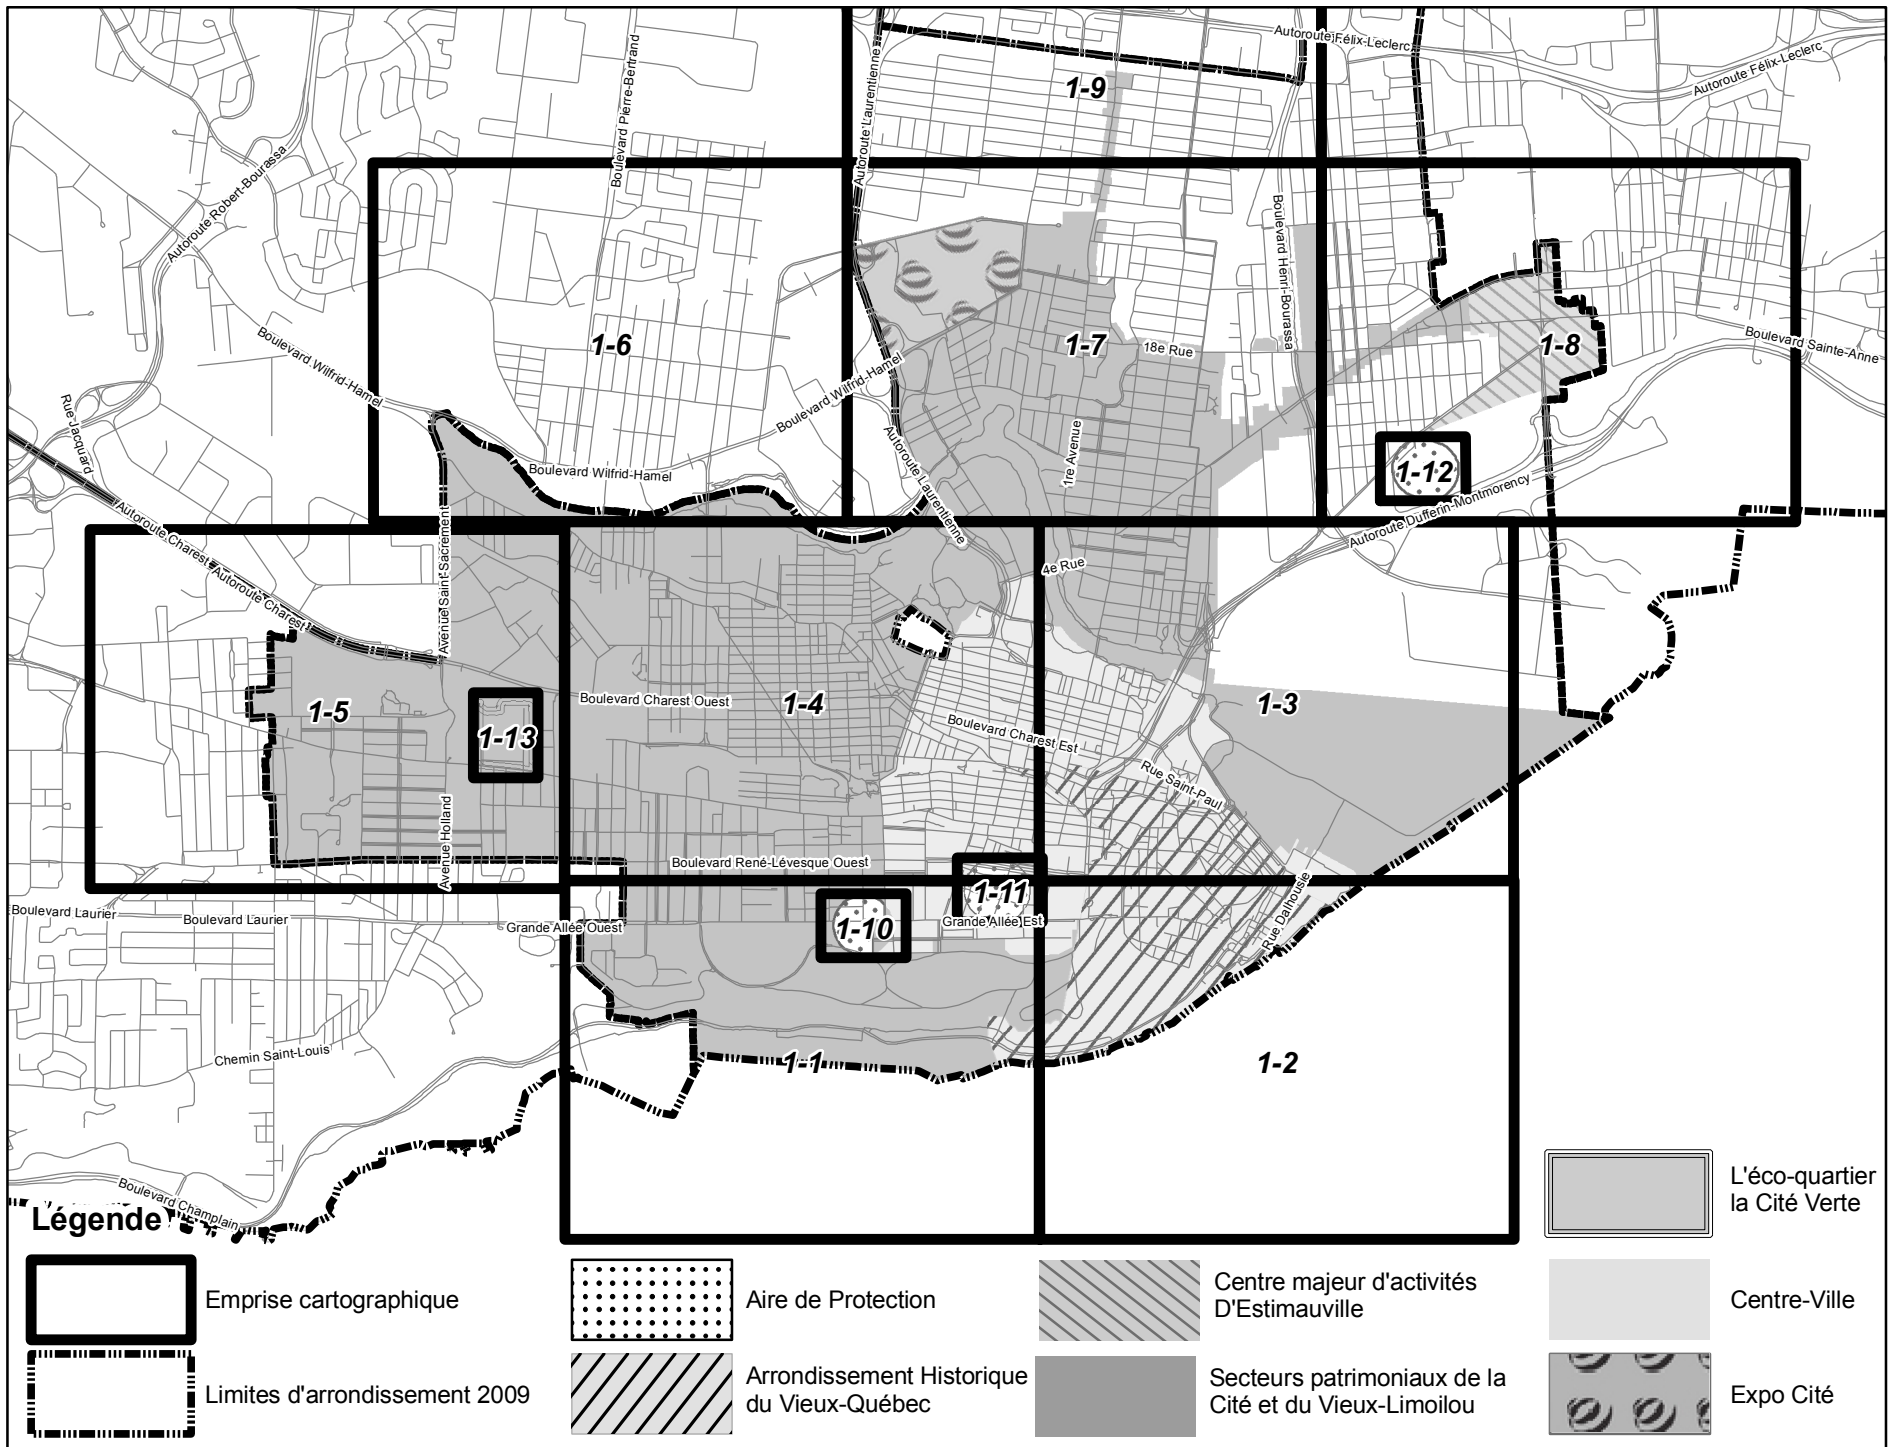 Autoroute Félix-Leclerc
Autoroute Félix-Leclerc
Autoroute Laurentienne
Boulevard Pierre-Bertrand
1-9
Autoroute Robert-Bourassa
Boulevard Henri-Bourassa
Boulevard Wilfrid-Hamel
1-6
1-7
18e Rue
1-8
Boulevard Sainte-Anne
Boulevard Wilfrid-Hamel
Rue Jacquard
1re Avenue
Autoroute Laurentienne
Boulevard Wilfrid-Hamel
1-12
Autoroute Dufferin-Montmorency
Autoroute Charest
Autoroute Charest
Avenue Saint-Sacrement
4e Rue
1-5
1-13
Boulevard Charest Ouest
1-4
1-3
Boulevard Charest Est
Rue Saint-Paul
Avenue Holland
Boulevard René-Lévesque Ouest
1-11
1-10
Grande Allée Est
Rue Dalhousie
Boulevard Laurier
Boulevard Laurier
Grande Allée Ouest
Chemin Saint-Louis
1-1
1-2
Boulevard Champlain
Légende
L'éco-quartier
la Cité Verte
Emprise cartographique
Aire de Protection
Centre majeur d'activités
D'Estimauville
Centre-Ville
Limites d'arrondissement 2009
Arrondissement Historique
du Vieux-Québec
Secteurs patrimoniaux de la
Cité et du Vieux-Limoilou
Expo Cité